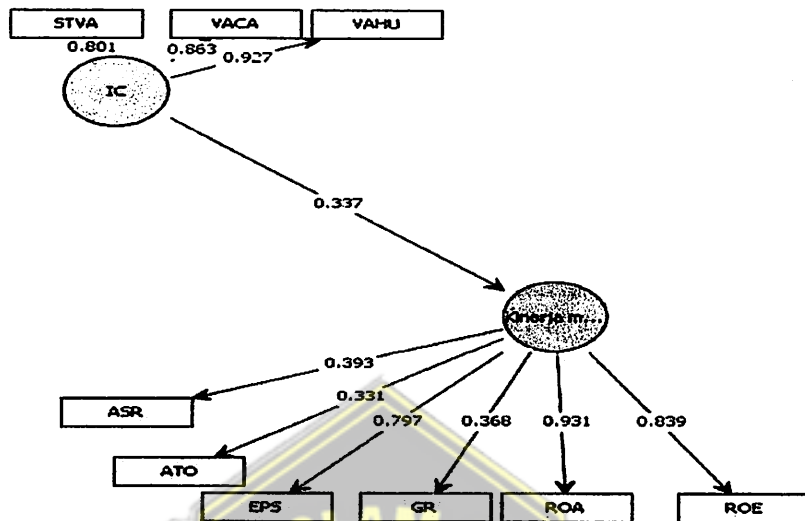 STVA VACA VAHU
0.801 0.863 0.927
IC
0.337
Kinerja m...
0.393
0.331
0.797 0.368 0.931 0.839
ASR
ATO
EPS GR ROA ROE